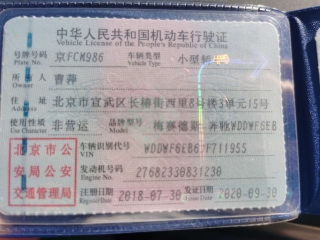 中华人民共和国机动车行驶证
Vehicle License of the People's Republic of China
号牌号码 京FCM986 车辆类型 小型轿车
Plate No. Vehicle Type
所有人 曹萍
Owner
住址 北京市宣武区长椿街西里8号楼3单元15号
Address
使用性质 非营运 品牌型号 梅赛德斯-奔驰WDDWF6EB
Use Character Model
北京市公 车辆识别代号
VIN
安局公安 发动机号码 27682330831230
Engine No.
交通管理局 注册日期 2018-07-30 发证日期 2020-09-30
Register Date Issue Date